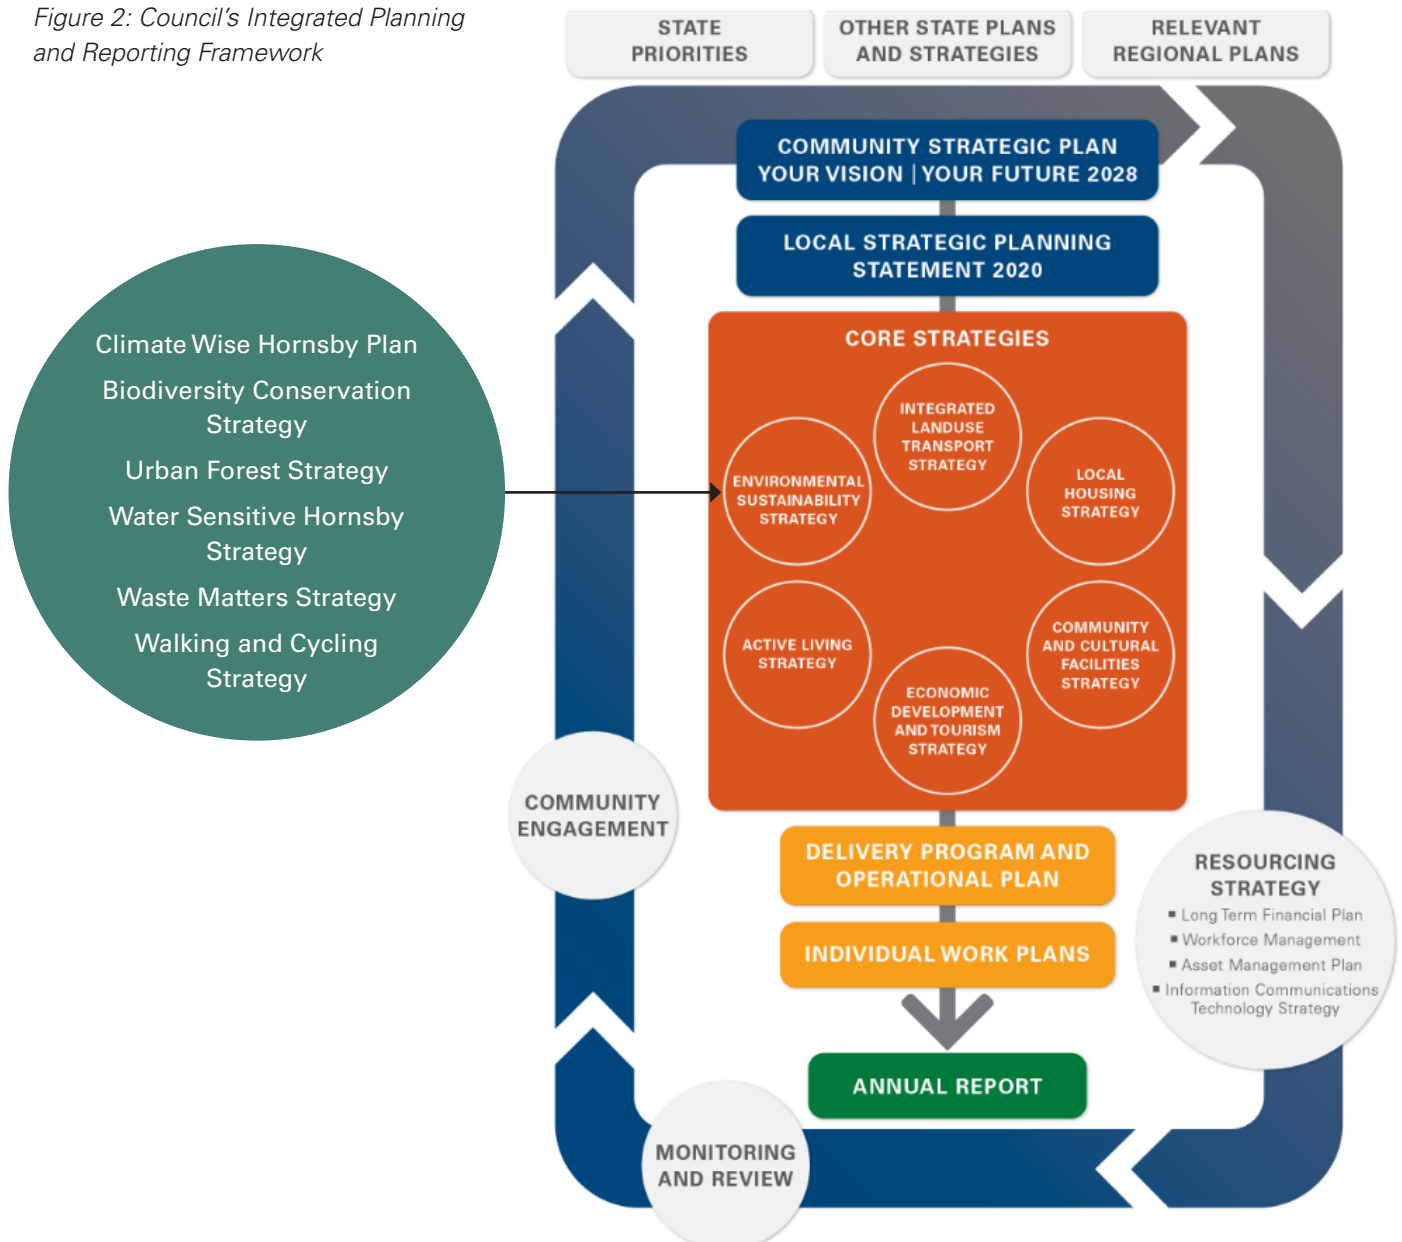 Figure 2: Council’s Integrated Planning
and Reporting Framework
STATE
PRIORITIES
OTHER STATE PLANS
AND STRATEGIES
RELEVANT
REGIONAL PLANS
COMMUNITY STRATEGIC PLAN
YOUR VISION | YOUR FUTURE 2028
LOCAL STRATEGIC PLANNING
STATEMENT 2020
Climate Wise Hornsby Plan
Biodiversity Conservation
Strategy
Urban Forest Strategy
Water Sensitive Hornsby
Strategy
Waste Matters Strategy
Walking and Cycling
Strategy
CORE STRATEGIES
INTEGRATED
LANDUSE
TRANSPORT
STRATEGY
ENVIRONMENTAL
SUSTAINABILITY
STRATEGY
LOCAL
HOUSING
STRATEGY
ACTIVE LIVING
STRATEGY
COMMUNITY
AND CULTURAL
FACILITIES
STRATEGY
ECONOMIC
DEVELOPMENT
AND TOURISM
STRATEGY
COMMUNITY
ENGAGEMENT
DELIVERY PROGRAM AND
OPERATIONAL PLAN
INDIVIDUAL WORK PLANS
RESOURCING
STRATEGY
▪ Long Term Financial Plan
▪ Workforce Management
▪ Asset Management Plan
▪ Information Communications
Technology Strategy
ANNUAL REPORT
MONITORING
AND REVIEW